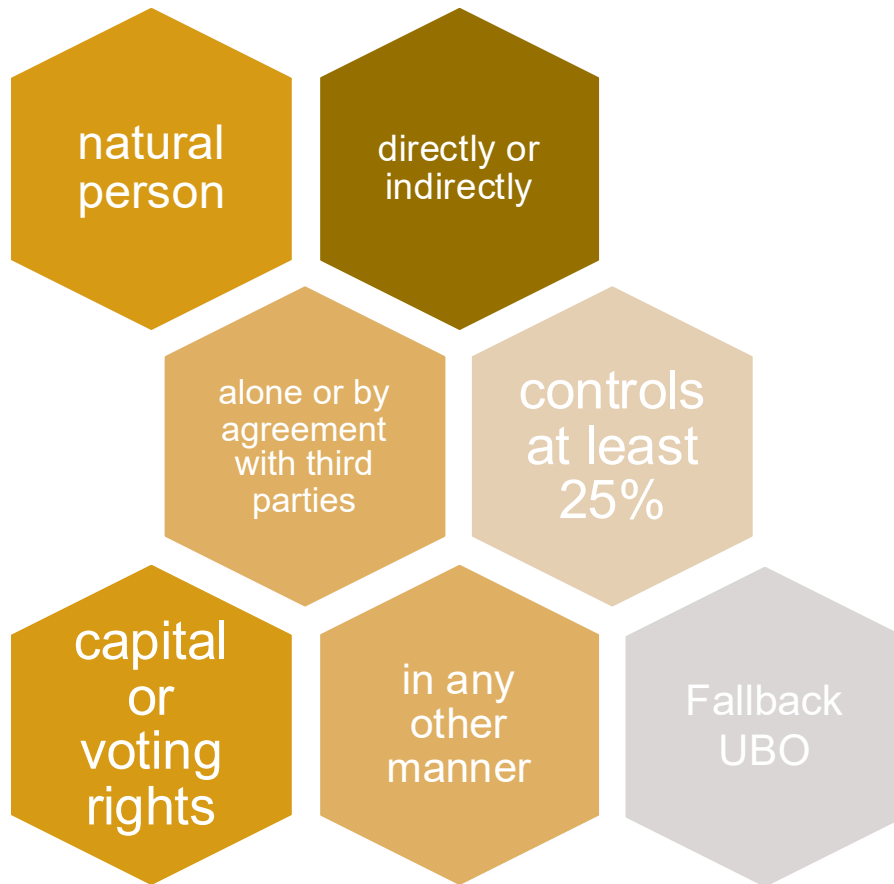 natural
person
directly or
indirectly
alone or by
agreement
with third
parties
controls
at least
25%
capital
or
voting
rights
in any
other
manner
Fallback
UBO